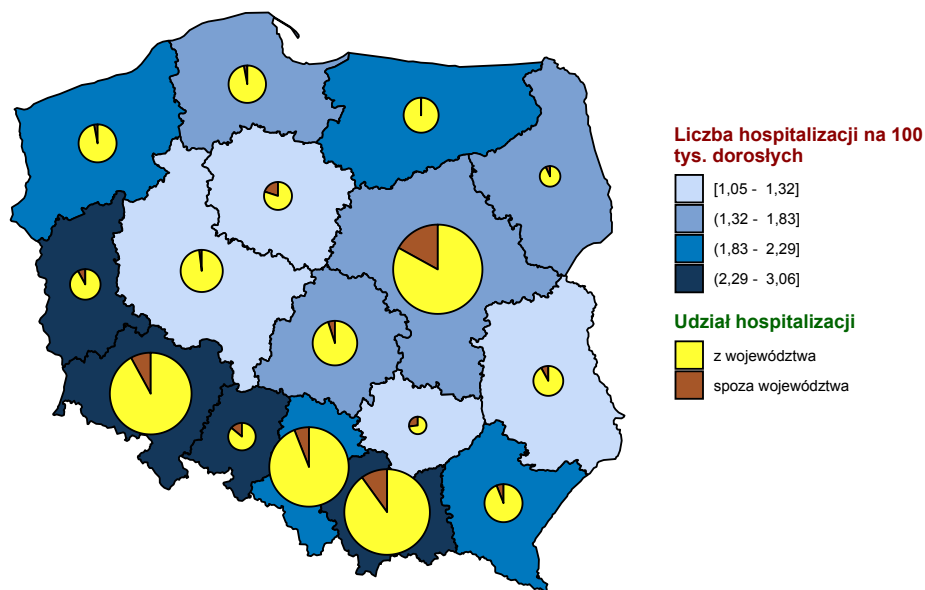 Liczba hospitalizacji na 100
tys. dorosłych
[1,05 - 1,32]
(1,32 - 1,83]
(1,83 - 2,29]
(2,29 - 3,06]
Udział hospitalizacji
z województwa
spoza województwa